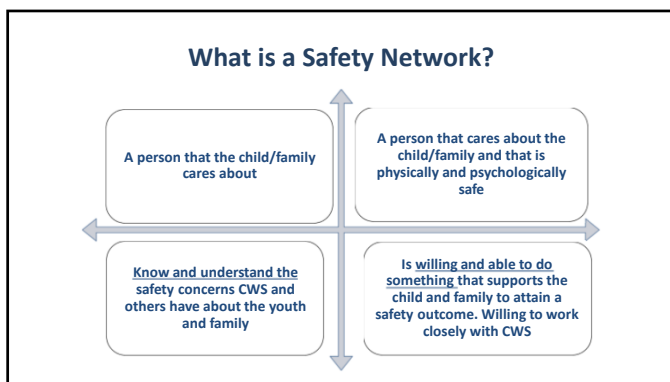 What is a Safety Network?
A person that the child/family
cares about
A person that cares about the
child/family and that is
physically and psychologically
safe
Know and understand the
safety concerns CWS and
others have about the youth
and family
Is willing and able to do
something that supports the
child and family to attain a
safety outcome. Willing to work
closely with CWS